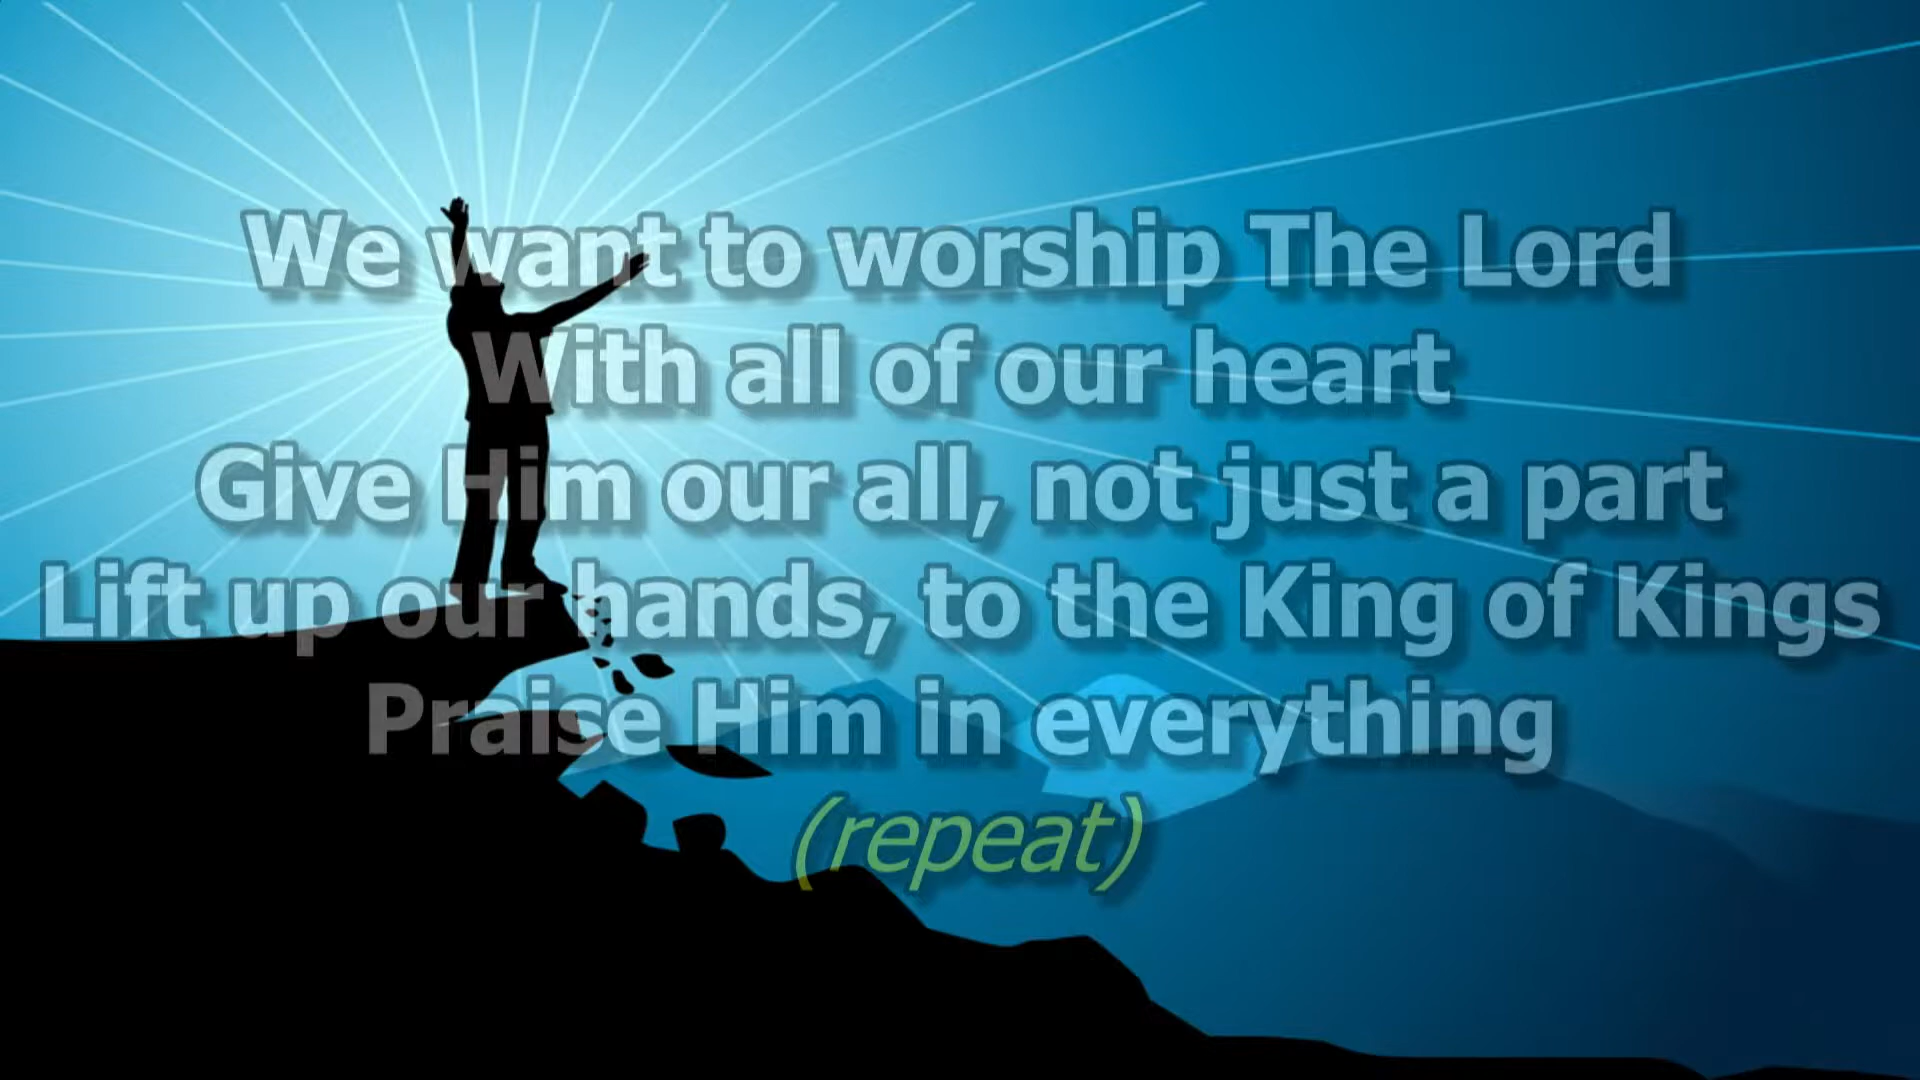 We want to worship The Lord
With all of our heart
Give Him our all, not just a part
Lift up our hands, to the King of Kings
Praise Him in everything
(repeat)